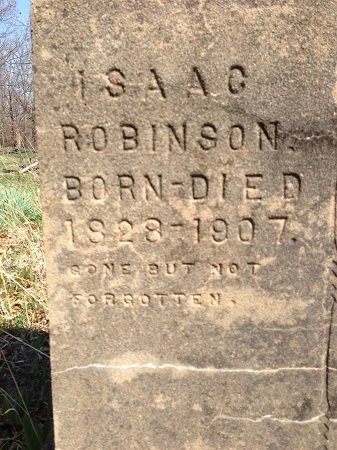 ISAAC
ROBINSON.
BORN-DIED
1828-1907.
GONE BUT NOT
FORGOTTEN.